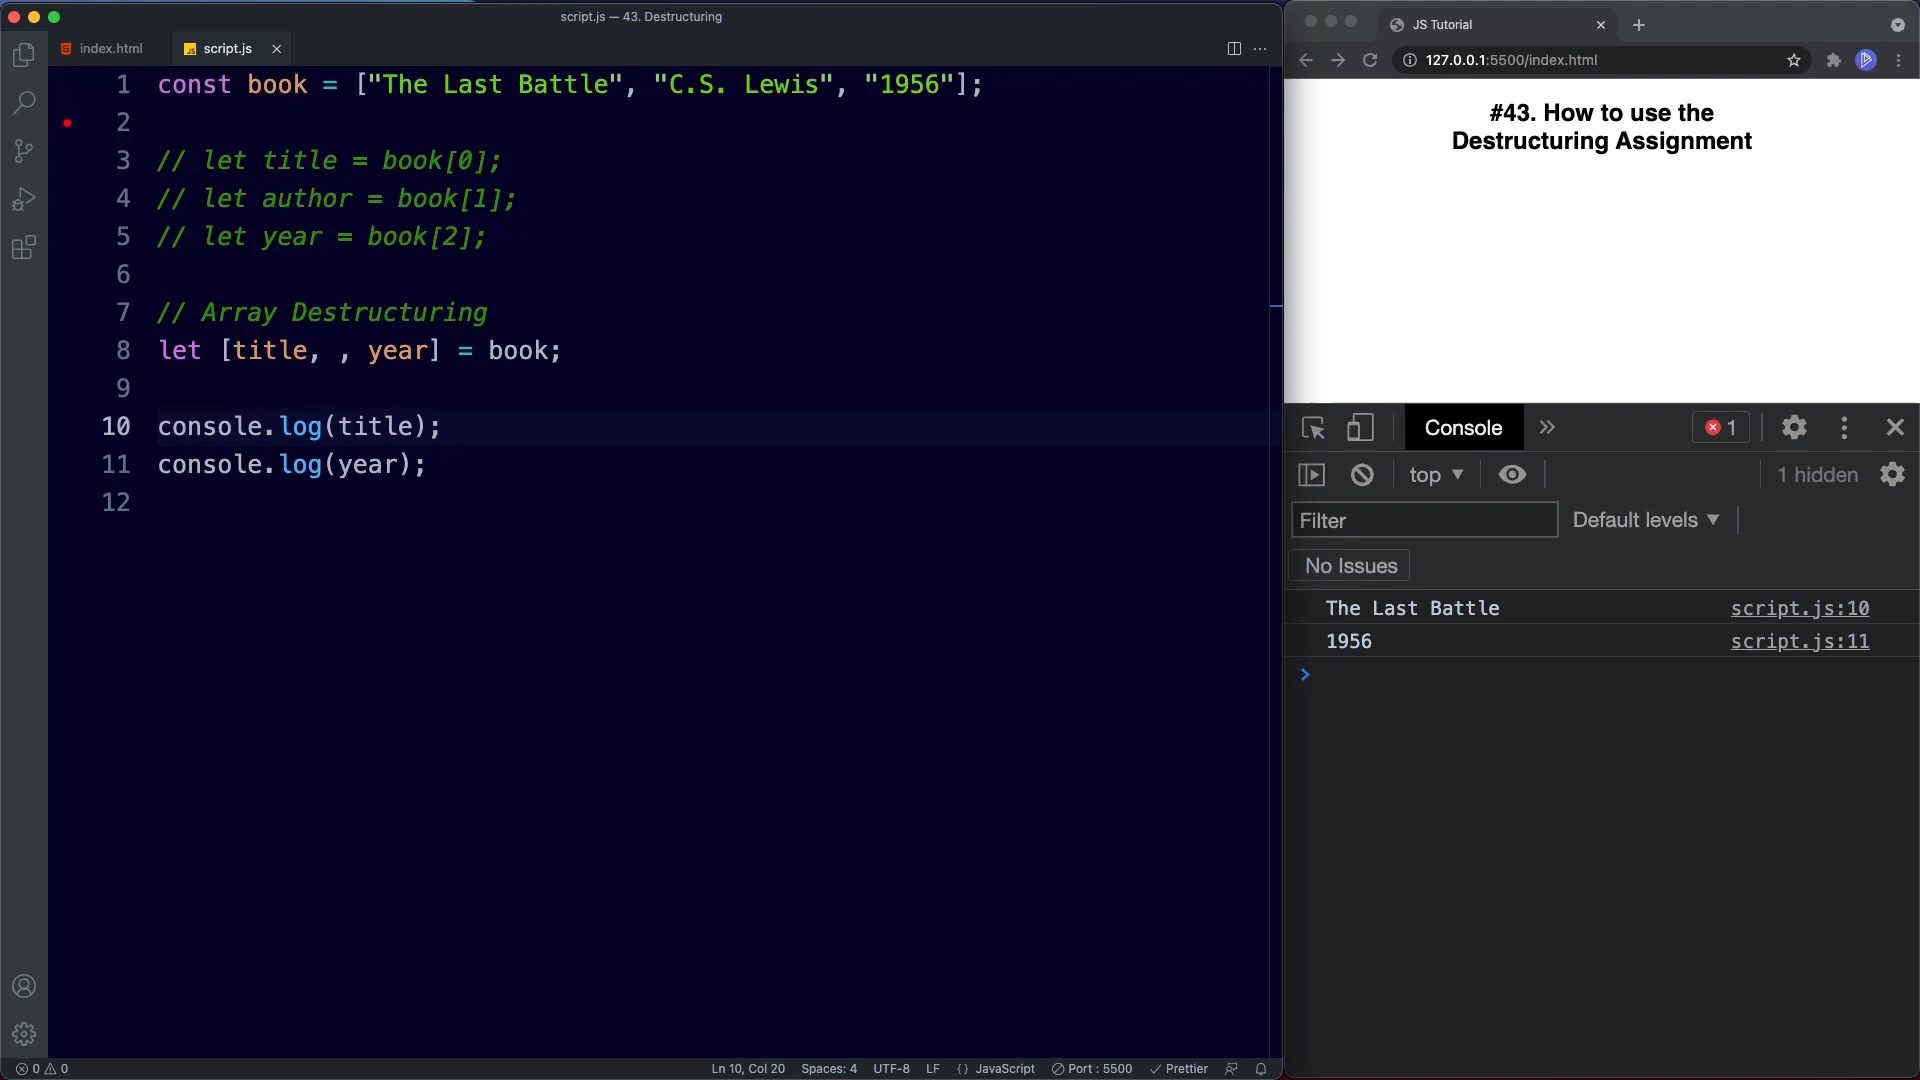 script.js — 43. Destructuring
index.html
script.js
1 const book = ["The Last Battle", "C.S. Lewis", "1956"];
2
3 // let title = book[0];
4 // let author = book[1];
5 // let year = book[2];
6
7 // Array Destructuring
8 let [title, , year] = book;
9
10 console.log(title);
11 console.log(year);
12
0 0
Ln 10, Col 20
Spaces: 4
UTF-8
LF
{} JavaScript
Port : 5500
Prettier
JS Tutorial
127.0.0.1:5500/index.html
#43. How to use the
Destructuring Assignment
Console
1
top
1 hidden
Filter
Default levels
No Issues
The Last Battle script.js:10
1956 script.js:11